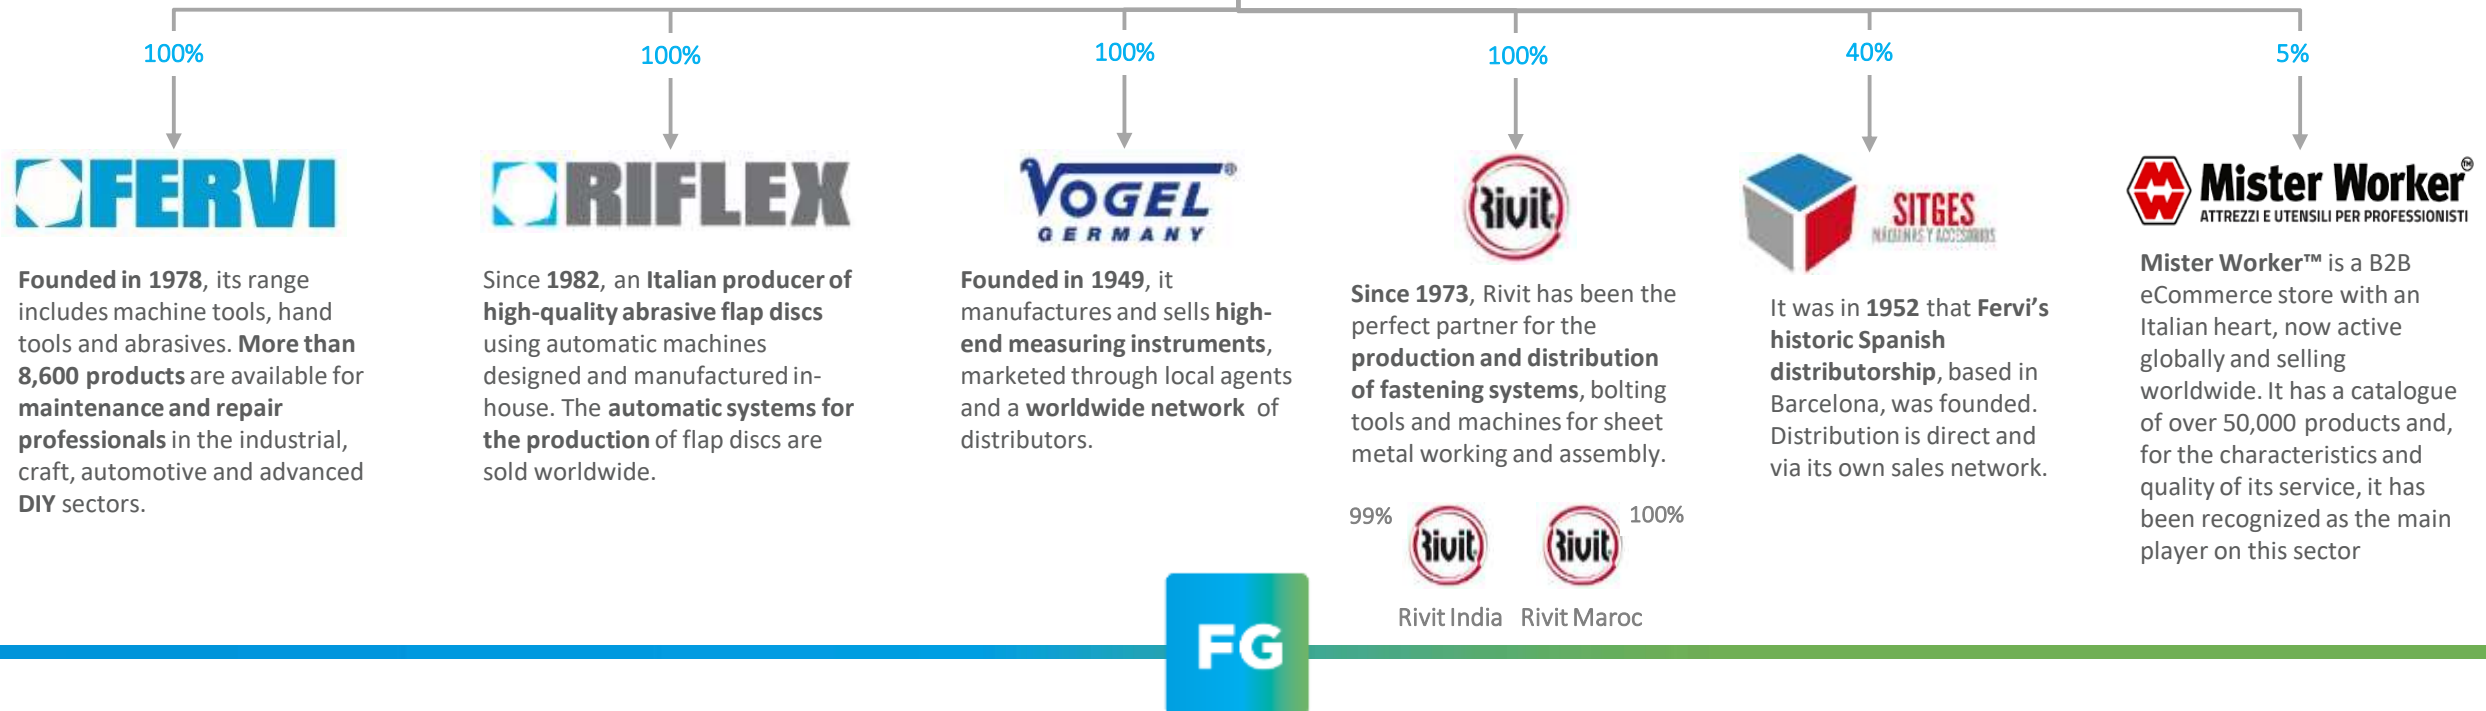 100%
100%
100%
100%
40%
5%
FERVI
Founded in 1978, its range
includes machine tools, hand
tools and abrasives. More than
8,600 products are available for
maintenance and repair
professionals in the industrial,
craft, automotive and advanced
DIY sectors.
RIFLEX
Since 1982, an Italian producer of
high-quality abrasive flap discs
using automatic machines
designed and manufactured in-
house. The automatic systems for
the production of flap discs are
sold worldwide.
VOGEL®
GERMANY
Founded in 1949, it
manufactures and sells high-
end measuring instruments,
marketed through local agents
and a worldwide network of
distributors.
Rivit
Since 1973, Rivit has been the
perfect partner for the
production and distribution
of fastening systems, bolting
tools and machines for sheet
metal working and assembly.
99%
Rivit
Rivit
100%
Rivit India
Rivit Maroc
SITGES
MÁQUINAS Y ACCESORIOS
It was in 1952 that Fervi's
historic Spanish
distributorship, based in
Barcelona, was founded.
Distribution is direct and
via its own sales network.
Mister Worker®
ATTREZZI E UTENSILI PER PROFESSIONISTI
Mister Worker™ is a B2B
eCommerce store with an
Italian heart, now active
globally and selling
worldwide. It has a catalogue
of over 50,000 products and,
for the characteristics and
quality of its service, it has
been recognized as the main
player on this sector
FG